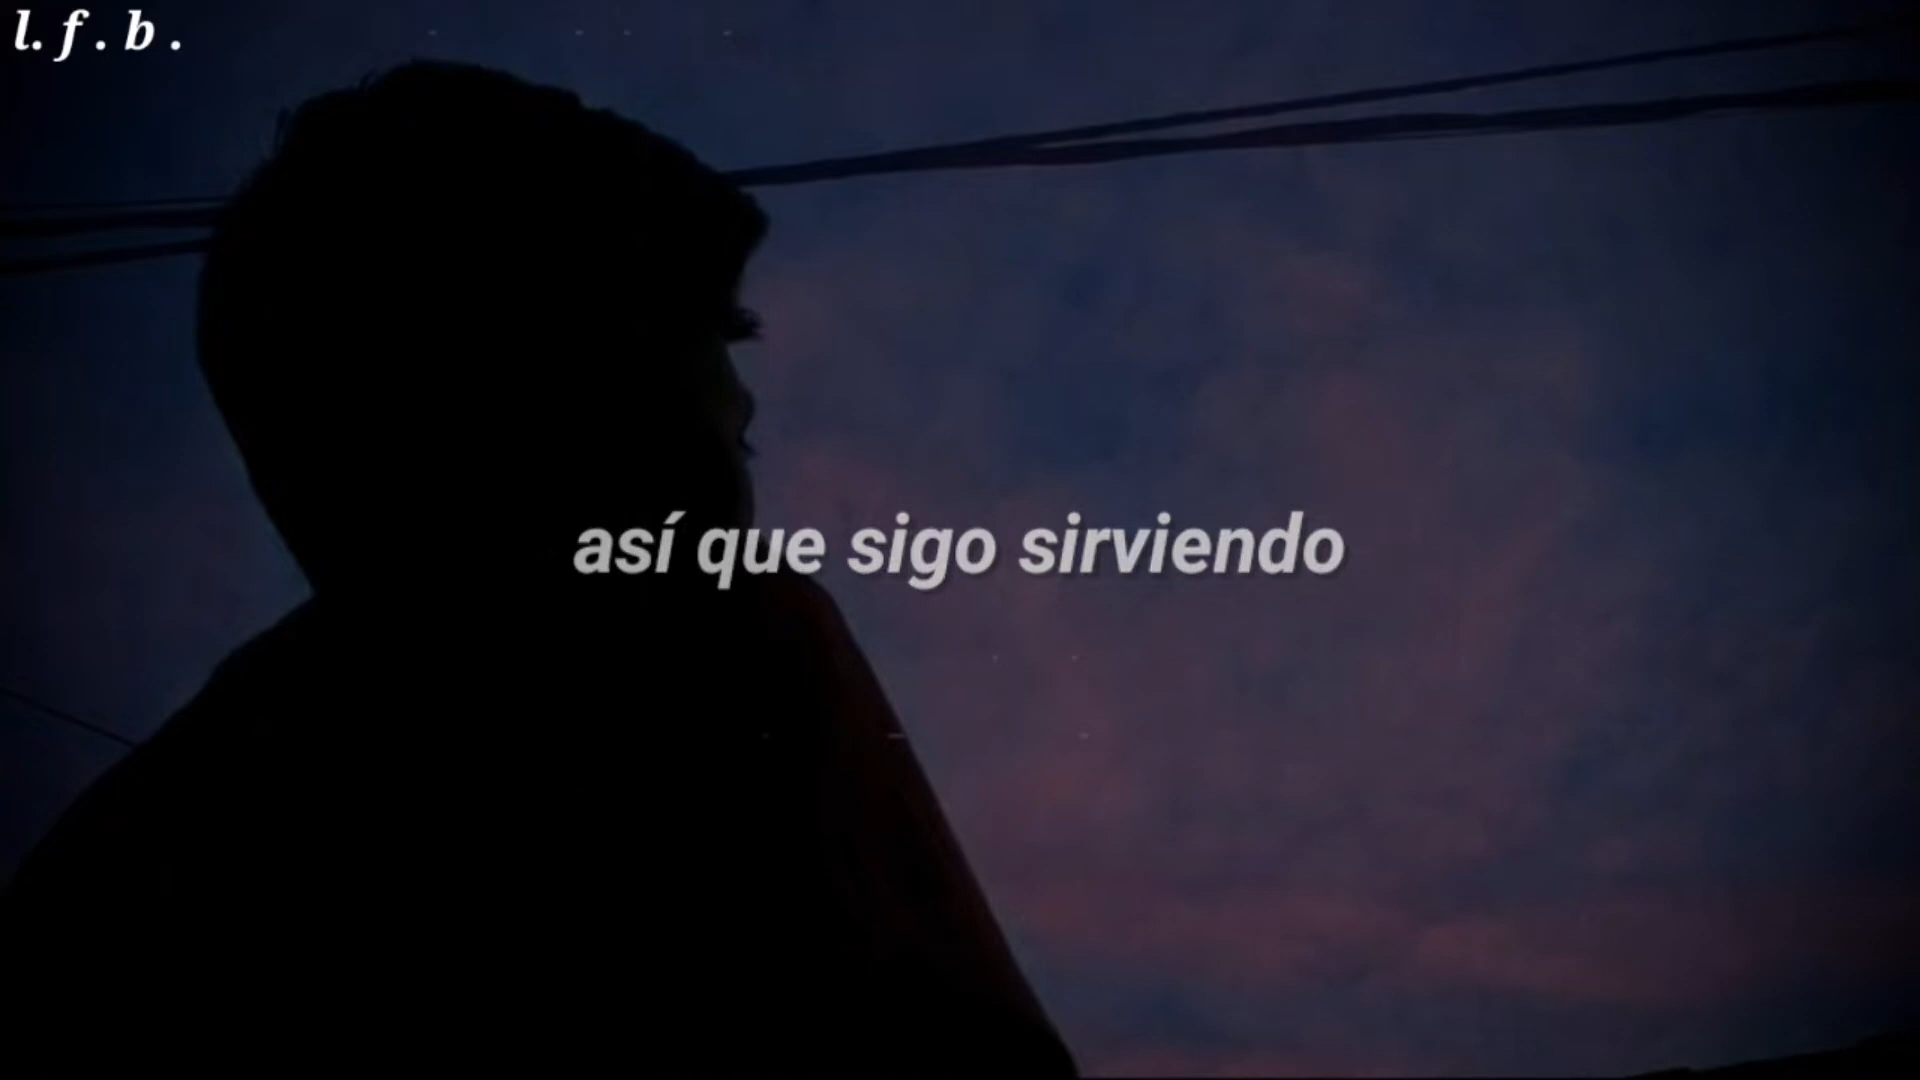 l. f . b .
así que sigo sirviendo